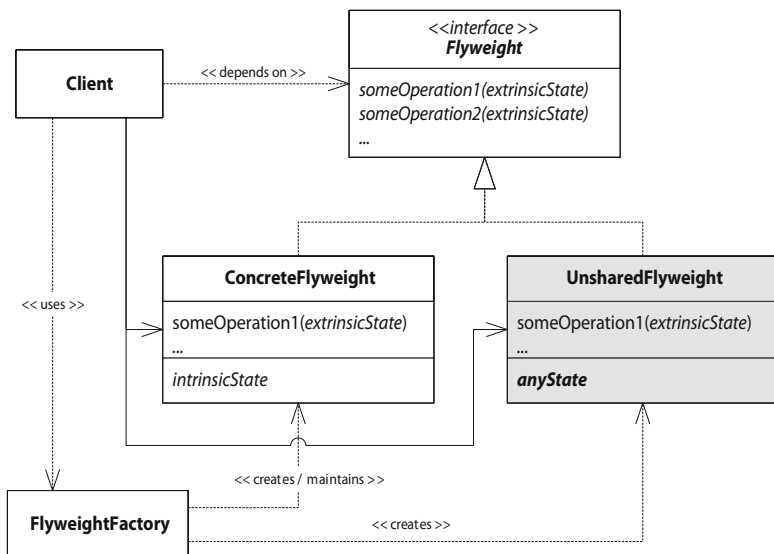 <<interface >>
Flyweight
Client
<< depends on >>
someOperation1(extrinsicState)
someOperation2(extrinsicState)
...
ConcreteFlyweight
UnsharedFlyweight
<< uses >>
someOperation1(extrinsicState)
...
someOperation1(extrinsicState)
...
intrinsicState
anyState
<< creates / maintains >>
FlyweightFactory
<< creates >>